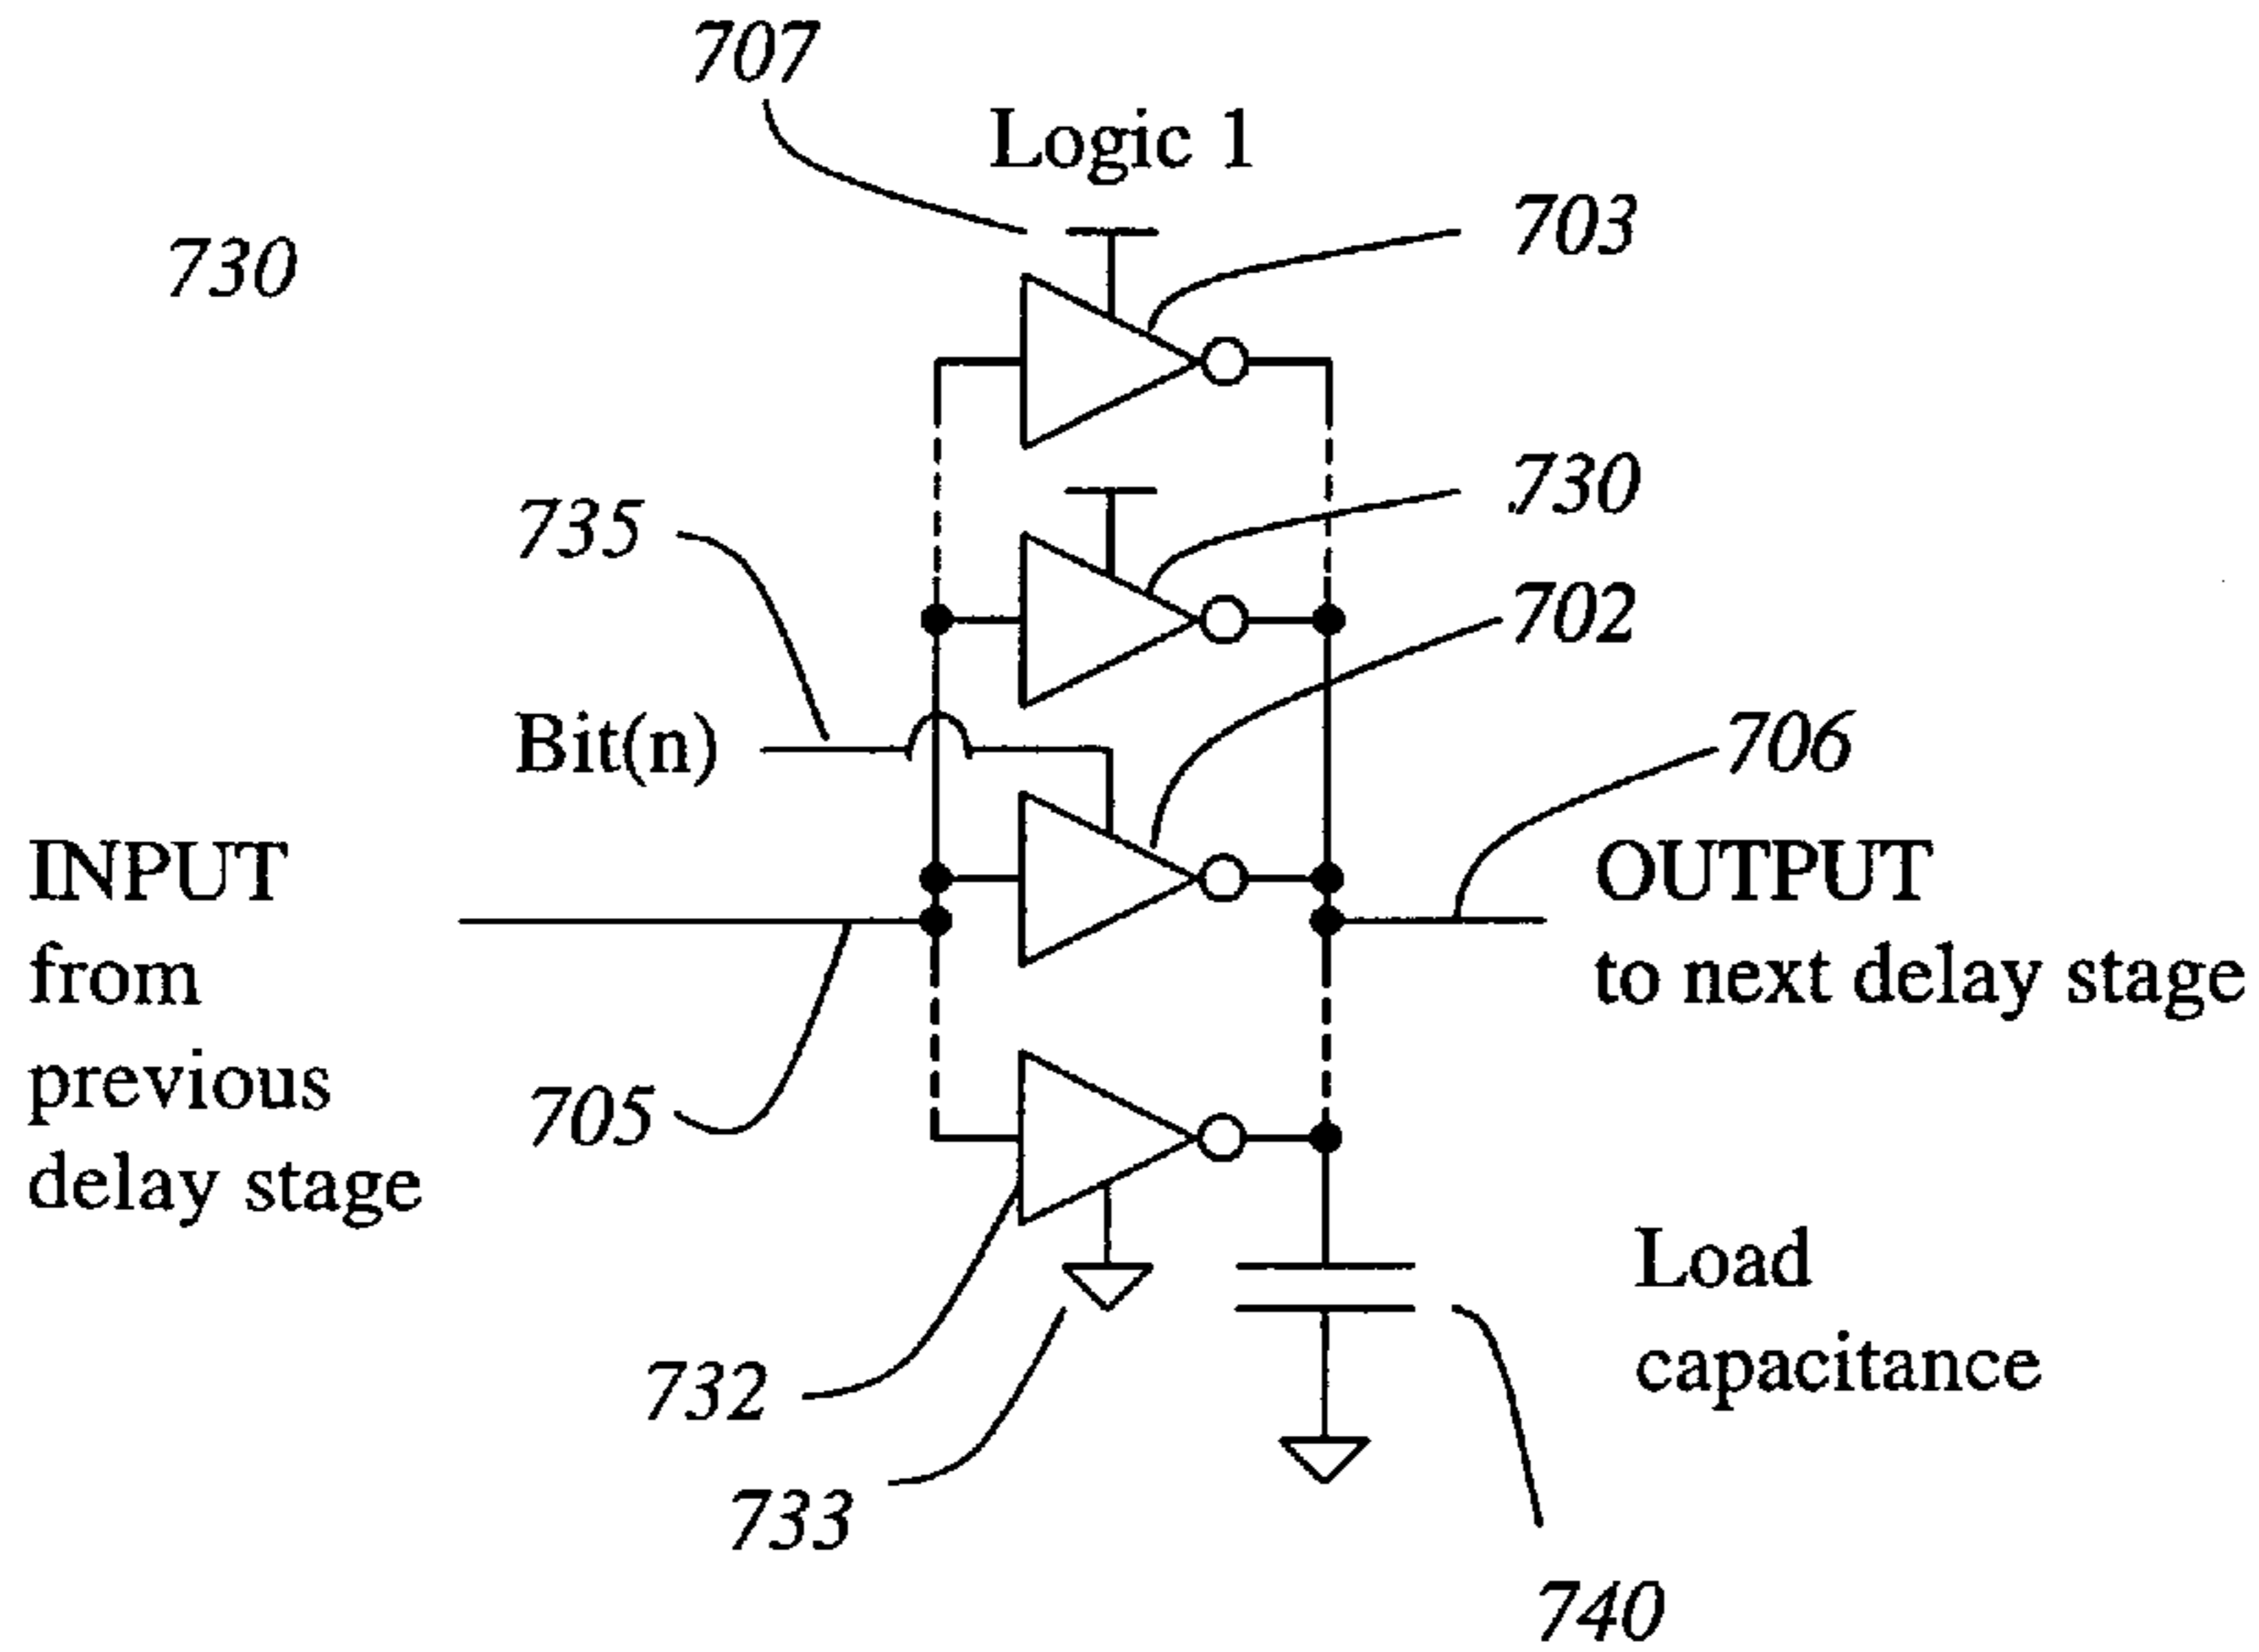 707
Logic 1
703
730
730
735
702
Bit(n)
706
INPUT
from
previous
delay stage
OUTPUT
to next delay stage
705
Load
capacitance
732
733
740